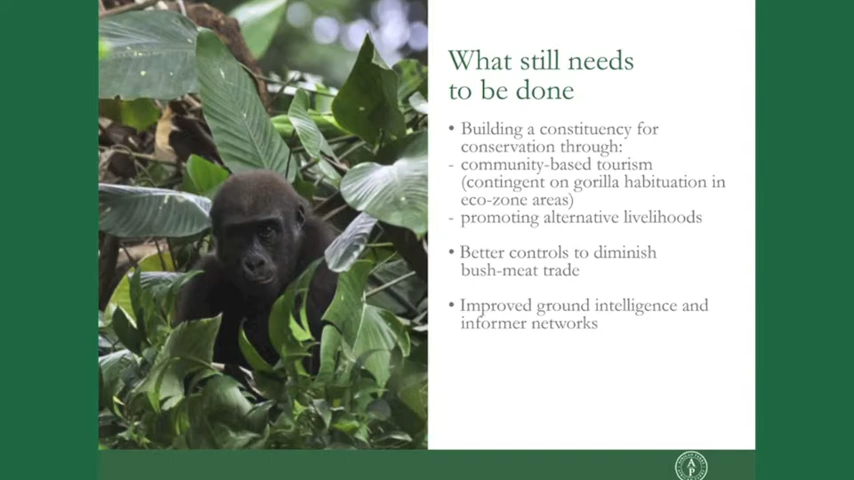 What still needs
to be done
• Building a constituency for
conservation through:
- community-based tourism
(contingent on gorilla habituation in
eco-zone areas)
- promoting alternative livelihoods
• Better controls to diminish
bush-meat trade
• Improved ground intelligence and
informer networks
AP